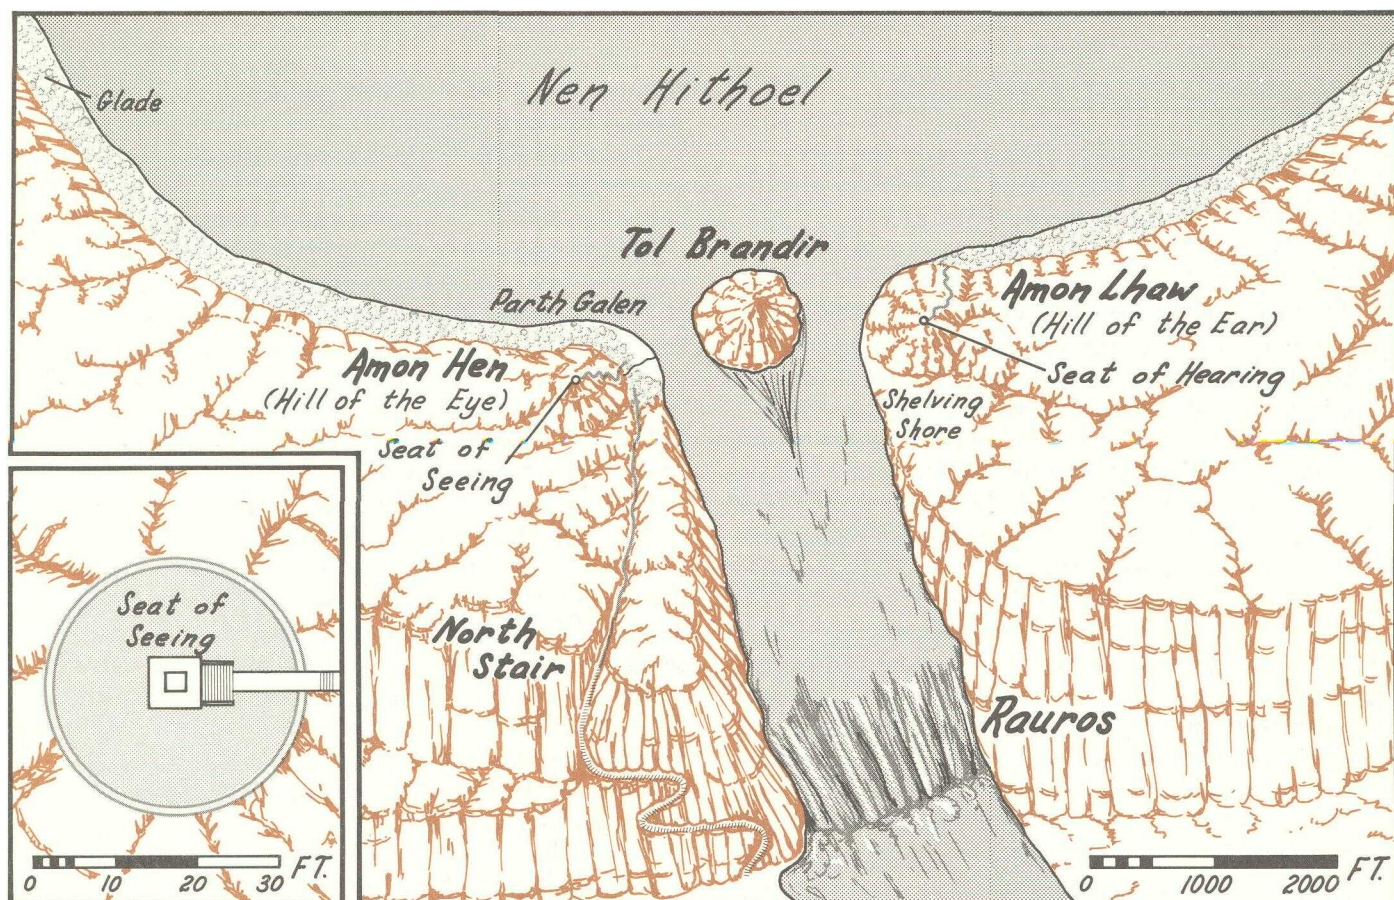 Nen Hithoel
Glade
Tol Brandir
Parth Galen
Amon Lhaw
(Hill of the Ear)
Amon Hen
(Hill of the Eye)
Seat of Hearing
Shelving
Shore
Seat of
Seeing
Seat of
Seeing
North
Stair
Rauros
0 10 20 30 FT.
0 1000 2000 FT.